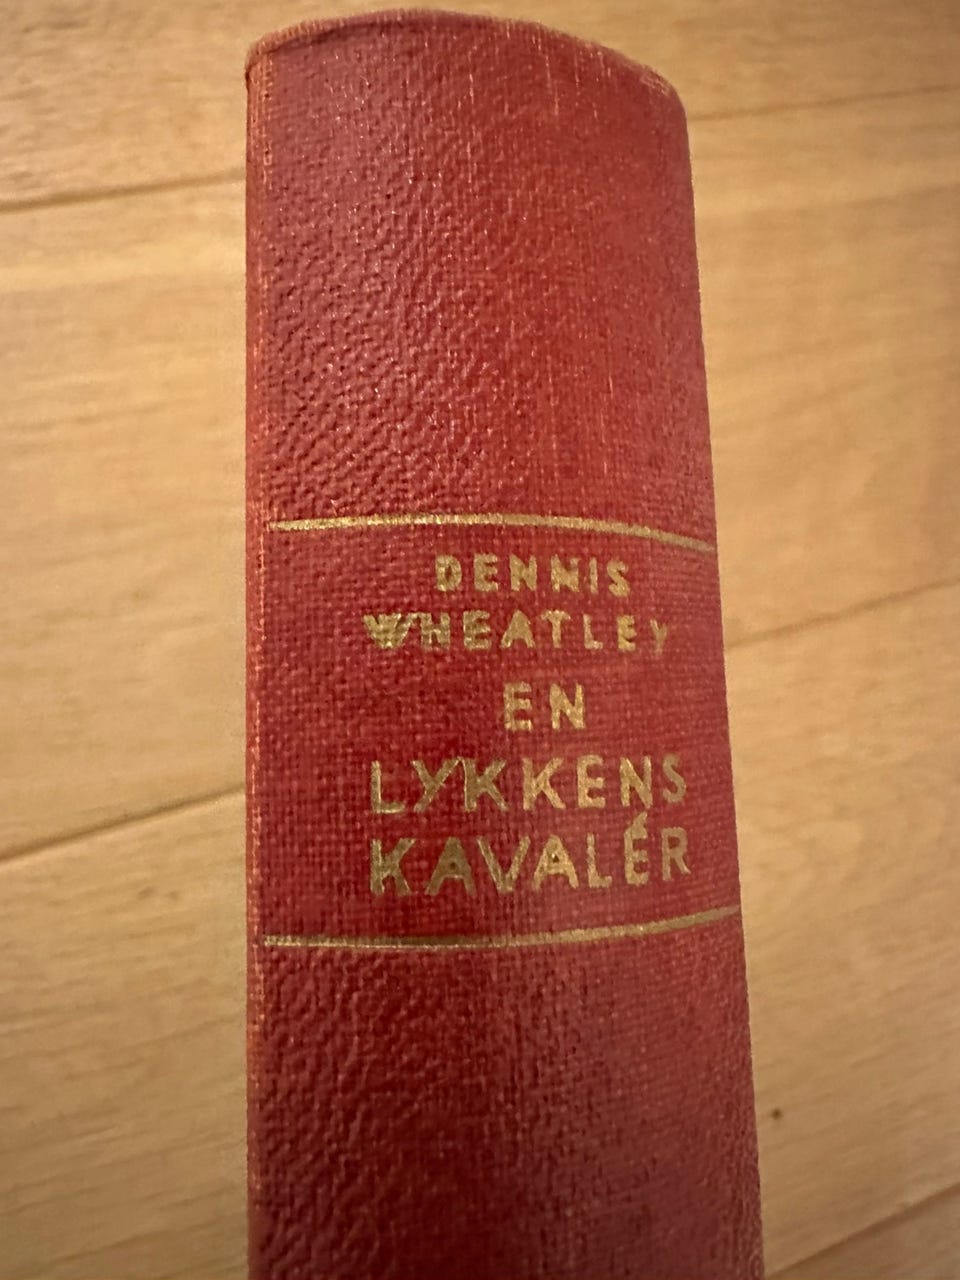 DENNIS
WHEATLEY
EN
LYKKENS
KAVALÉR